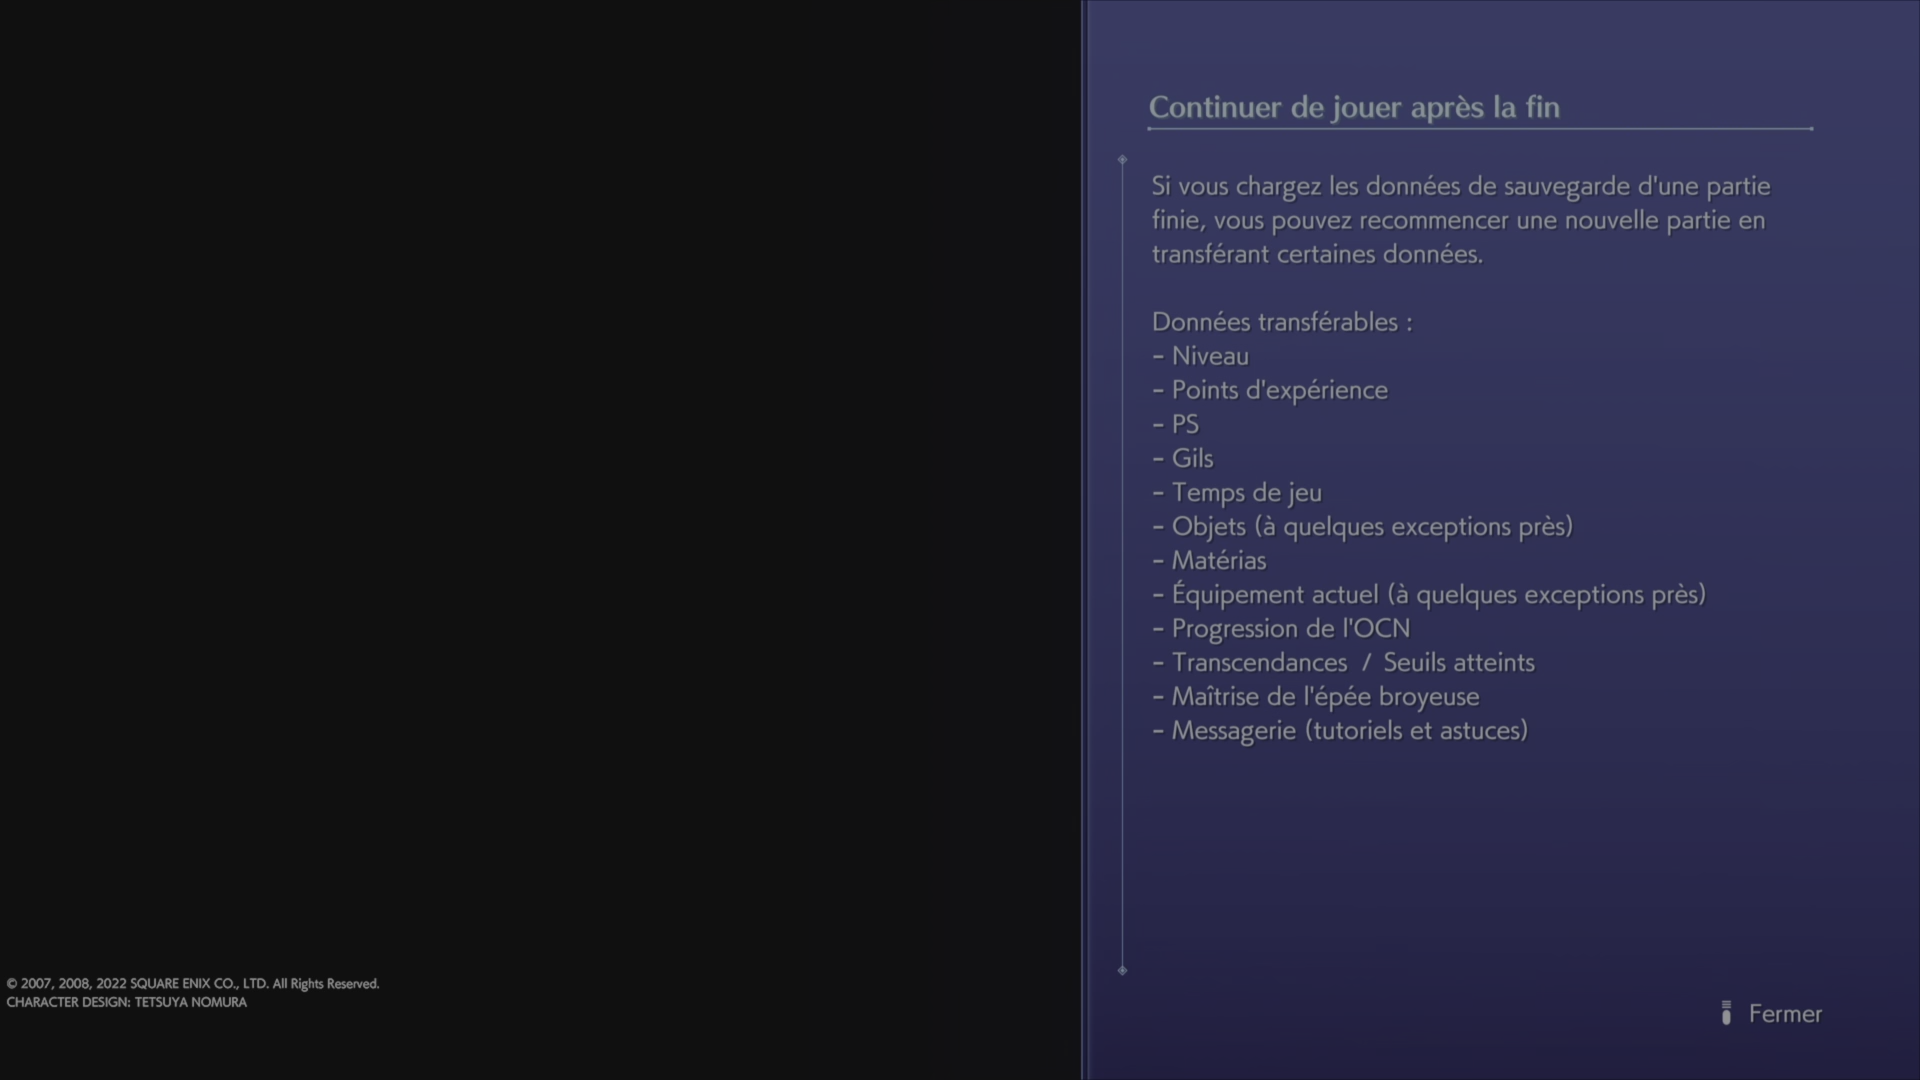 Continuer de jouer après la fin
Si vous chargez les données de sauvegarde d'une partie
finie, vous pouvez recommencer une nouvelle partie en
transférant certaines données.
Données transférables :
- Niveau
- Points d'expérience
- PS
- Gils
- Temps de jeu
- Objets (à quelques exceptions près)
- Matérias
- Équipement actuel (à quelques exceptions près)
- Progression de l'OCN
- Transcendances / Seuils atteints
- Maîtrise de l'épée broyeuse
- Messagerie (tutoriels et astuces)
© 2007, 2008, 2022 SQUARE ENIX CO., LTD. All Rights Reserved.
CHARACTER DESIGN: TETSUYA NOMURA
Fermer